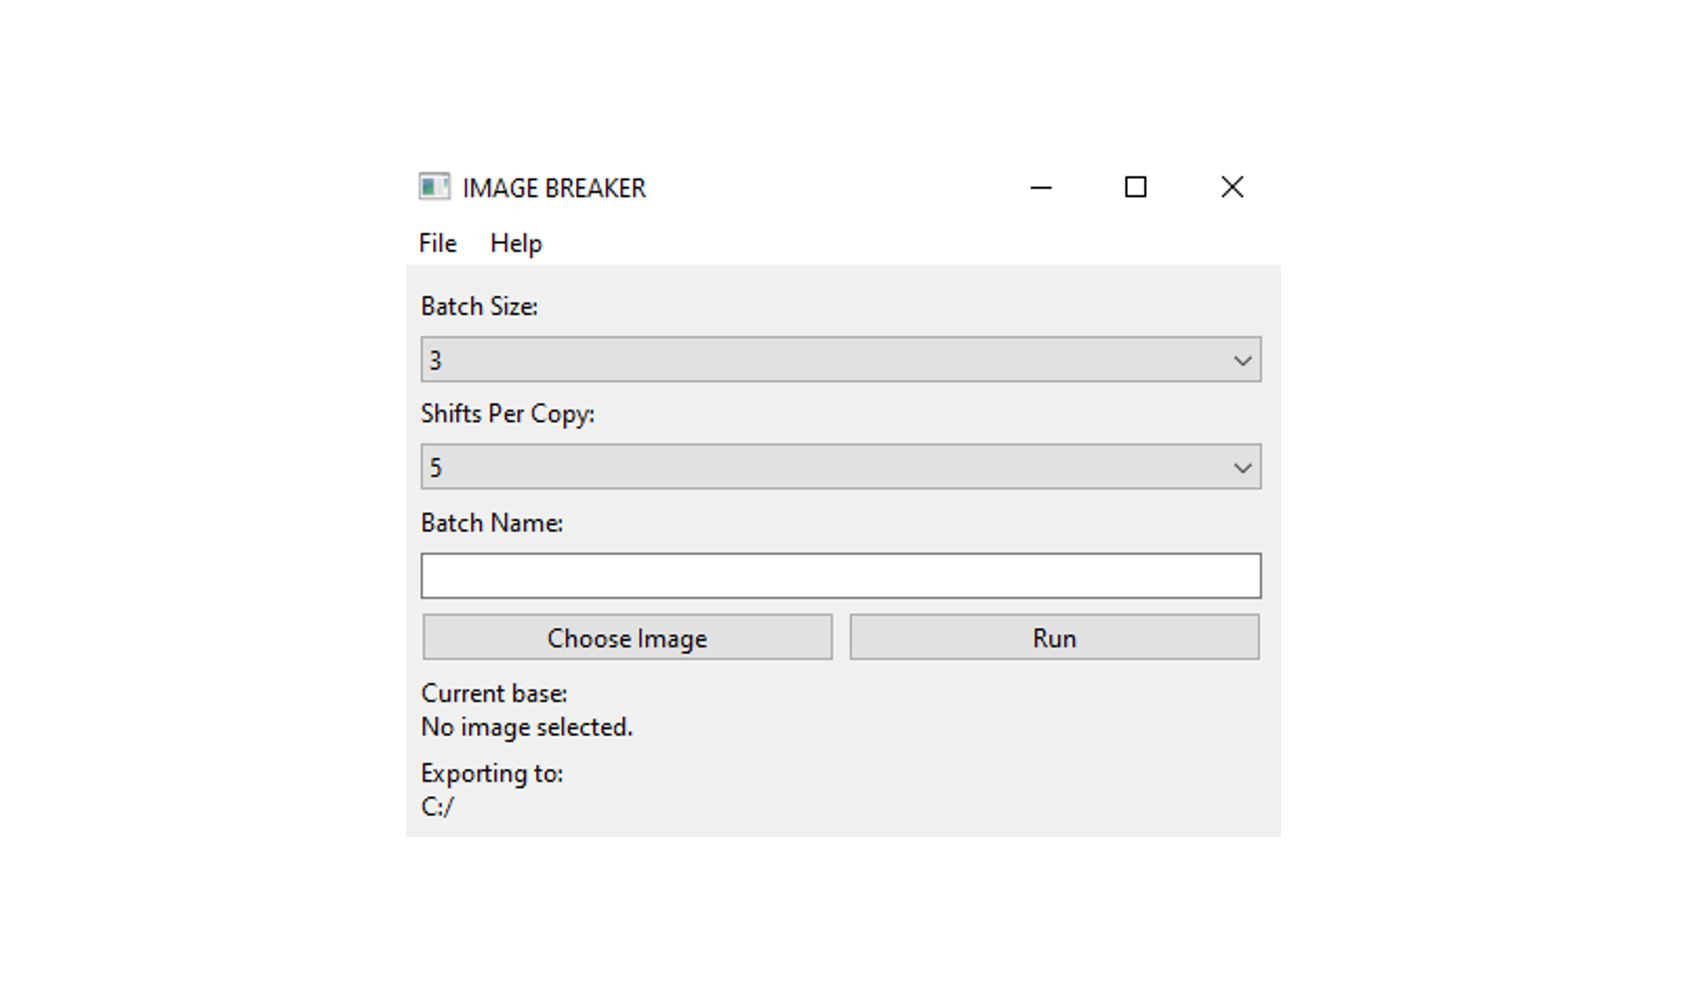 IMAGE BREAKER
File Help
Batch Size:
3
Shifts Per Copy:
5
Batch Name:
Choose Image Run
Current base:
No image selected.
Exporting to:
C:/